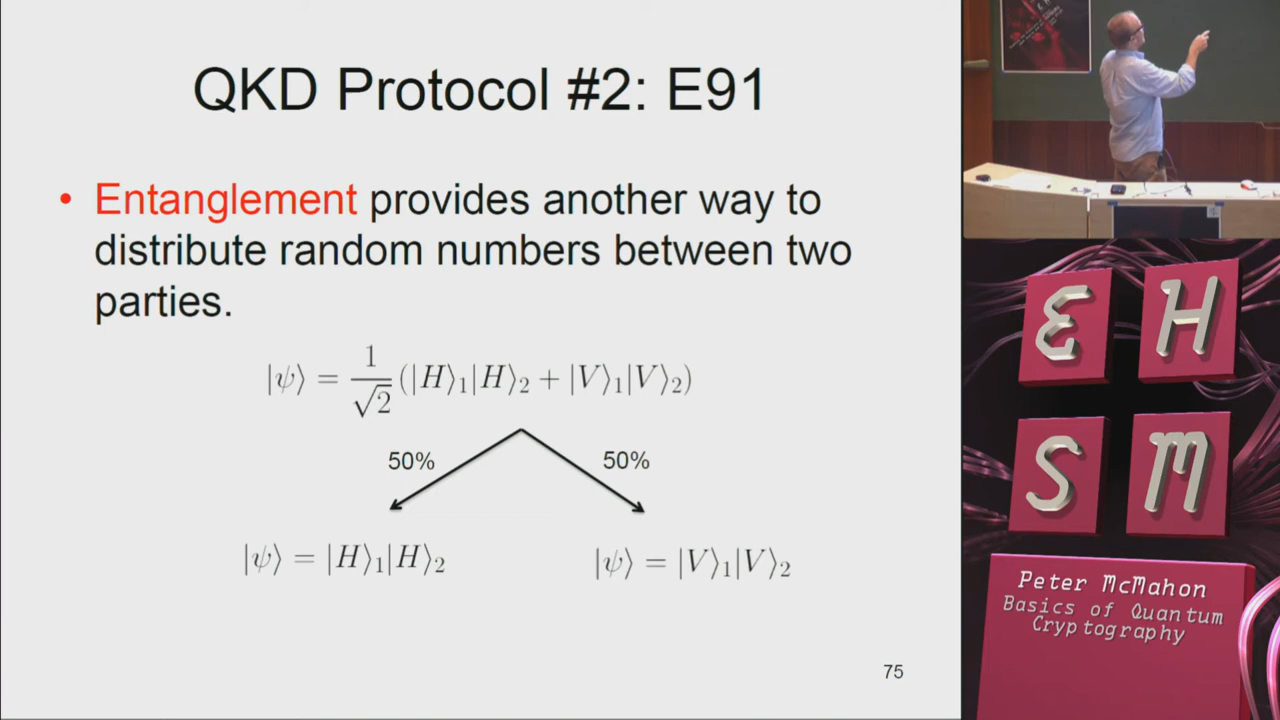 QKD Protocol #2: E91
• Entanglement provides another way to
distribute random numbers between two
parties.
|ψ⟩ = 1/√2 (|H⟩₁|H⟩₂ + |V⟩₁|V⟩₂)
50% 50%
|ψ⟩ = |H⟩₁|H⟩₂ |ψ⟩ = |V⟩₁|V⟩₂
75
E H
S M
Peter McMahon
Basics of Quantum
Cryptography